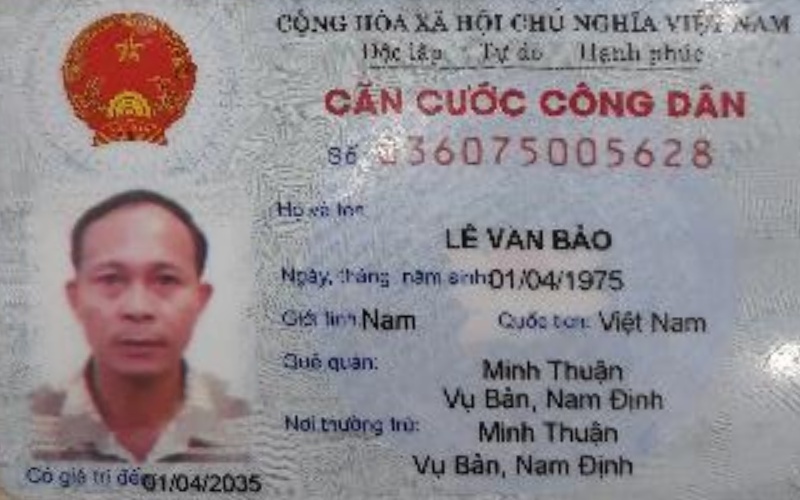 CỘNG HÒA XÃ HỘI CHỦ NGHĨA VIỆT NAM
Độc lập Tự do Hạnh phúc
CĂN CƯỚC CÔNG DÂN
Số 036075005628
Họ và tên:
LÊ VAN BẢO
Ngày, tháng, năm sinh: 01/04/1975
Giới tính: Nam Quốc tịch: Việt Nam
Quê quán: Minh Thuận
Vụ Bản, Nam Định
Nơi thường trú: Minh Thuận
Vụ Bản, Nam Định
Có giá trị đến: 01/04/2035